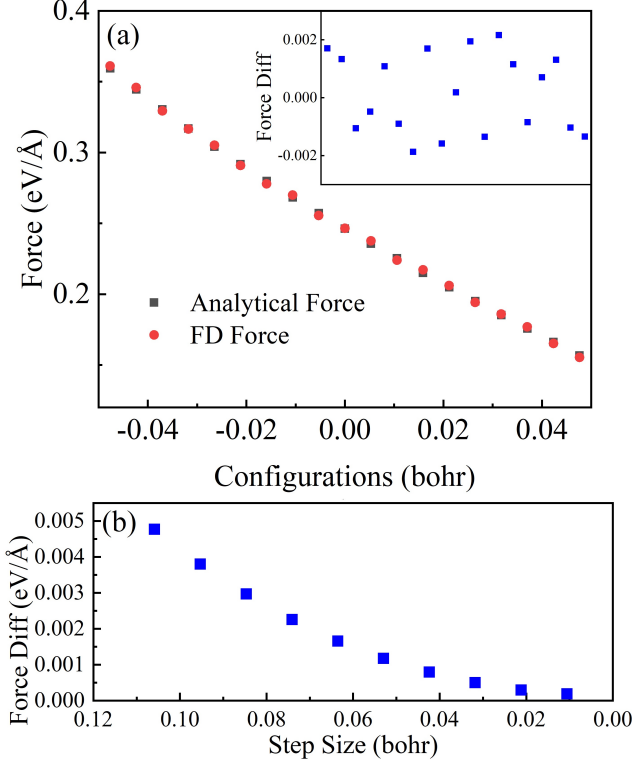 (a)
0.4
0.3
0.2
Force (eV/Å)
0.002
0.000
-0.002
Force Diff
Analytical Force
FD Force
-0.04 -0.02 0.00 0.02 0.04
Configurations (bohr)
(b)
0.005
0.004
0.003
0.002
0.001
0.000
Force Diff (eV/Å)
0.12 0.10 0.08 0.06 0.04 0.02 0.00
Step Size (bohr)